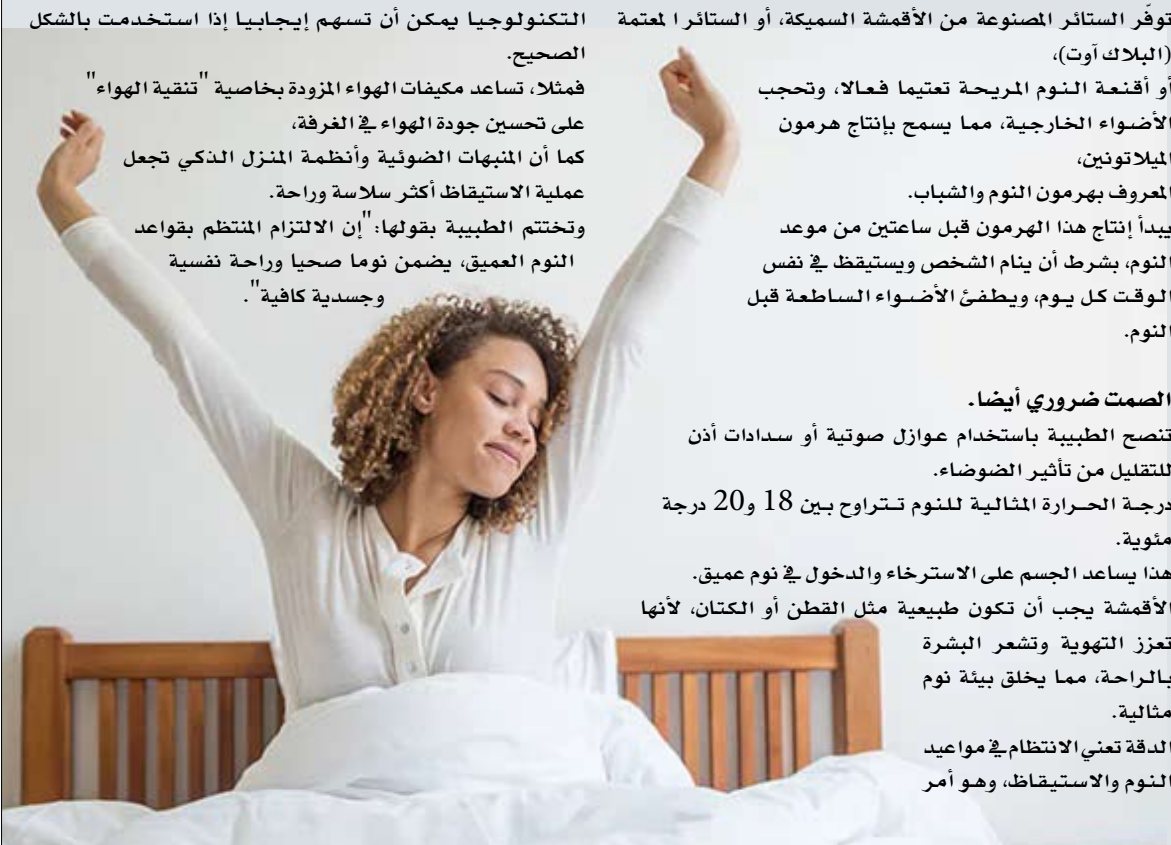 توفّر الستائر المصنوعة من الأقمشة السميكة، أو الستائر المعتمة
(البلاك آوت)،
أو أقنعة النوم المريحة تعتيما فعالا، وتحجب
الأضواء الخارجية، مما يسمح بإنتاج هرمون
الميلاتونين،
المعروف بهرمون النوم والشباب.
يبدأ إنتاج هذا الهرمون قبل ساعتين من موعد
النوم، بشرط أن ينام الشخص ويستيقظ في نفس
الوقت كل يوم، ويطفئ الأضواء الساطعة قبل
النوم.
الصمت ضروري أيضا.
تنصح الطبيبة باستخدام عوازل صوتية أو سدادات أذن
للتقليل من تأثير الضوضاء.
درجة الحرارة المثالية للنوم تتراوح بين 18 و20 درجة
مئوية.
هذا يساعد الجسم على الاسترخاء والدخول في نوم عميق.
الأقمشة يجب أن تكون طبيعية مثل القطن أو الكتان، لأنها
تعزز التهوية وتشعر البشرة
بالراحة، مما يخلق بيئة نوم
مثالية.
الدقة تعني الانتظام في مواعيد
النوم والاستيقاظ، وهو أمر
التكنولوجيا يمكن أن تسهم إيجابيا إذا استخدمت بالشكل
الصحيح.
فمثلا، تساعد مكيفات الهواء المزودة بخاصية "تنقية الهواء"
على تحسين جودة الهواء في الغرفة،
كما أن المنبهات الضوئية وأنظمة المنزل الذكي تجعل
عملية الاستيقاظ أكثر سلاسة وراحة.
وتختتم الطبيبة بقولها: "إن الالتزام المنتظم بقواعد
النوم العميق، يضمن نوما صحيا وراحة نفسية
وجسدية كافية".